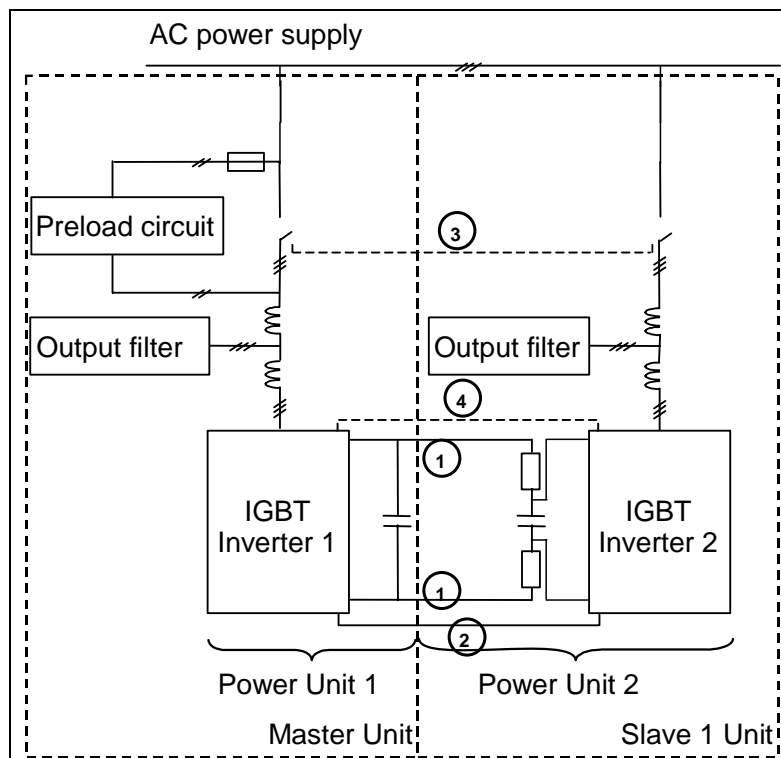 AC power supply
Preload circuit
3
Output filter
Output filter
4
1
IGBT
Inverter 1
IGBT
Inverter 2
1
2
Power Unit 1
Power Unit 2
Master Unit
Slave 1 Unit